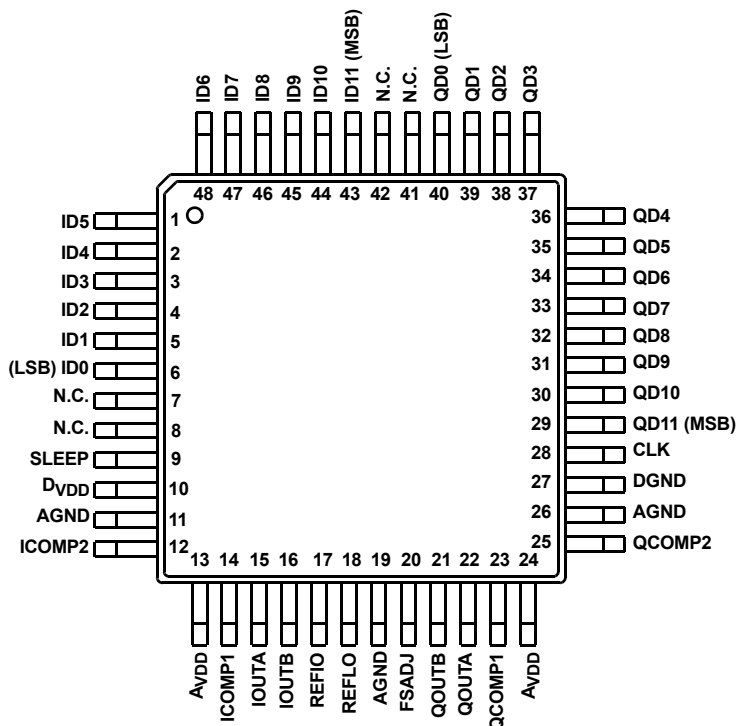 ID6
ID7
ID8
ID9
ID10
ID11 (MSB)
N.C.
N.C.
QD0 (LSB)
QD1
QD2
QD3
48 47 46 45 44 43 42 41 40 39 38 37
ID5 1
ID4 2
ID3 3
ID2 4
ID1 5
(LSB) ID0 6
N.C. 7
N.C. 8
SLEEP 9
DVDD 10
AGND 11
ICOMP2 12
36 QD4
35 QD5
34 QD6
33 QD7
32 QD8
31 QD9
30 QD10
29 QD11 (MSB)
28 CLK
27 DGND
26 AGND
25 QCOMP2
13 14 15 16 17 18 19 20 21 22 23 24
AVDD
ICOMP1
IOUTA
IOUTB
REFIO
REFLO
AGND
FSADJ
QOUTB
QOUTA
QCOMP1
AVDD